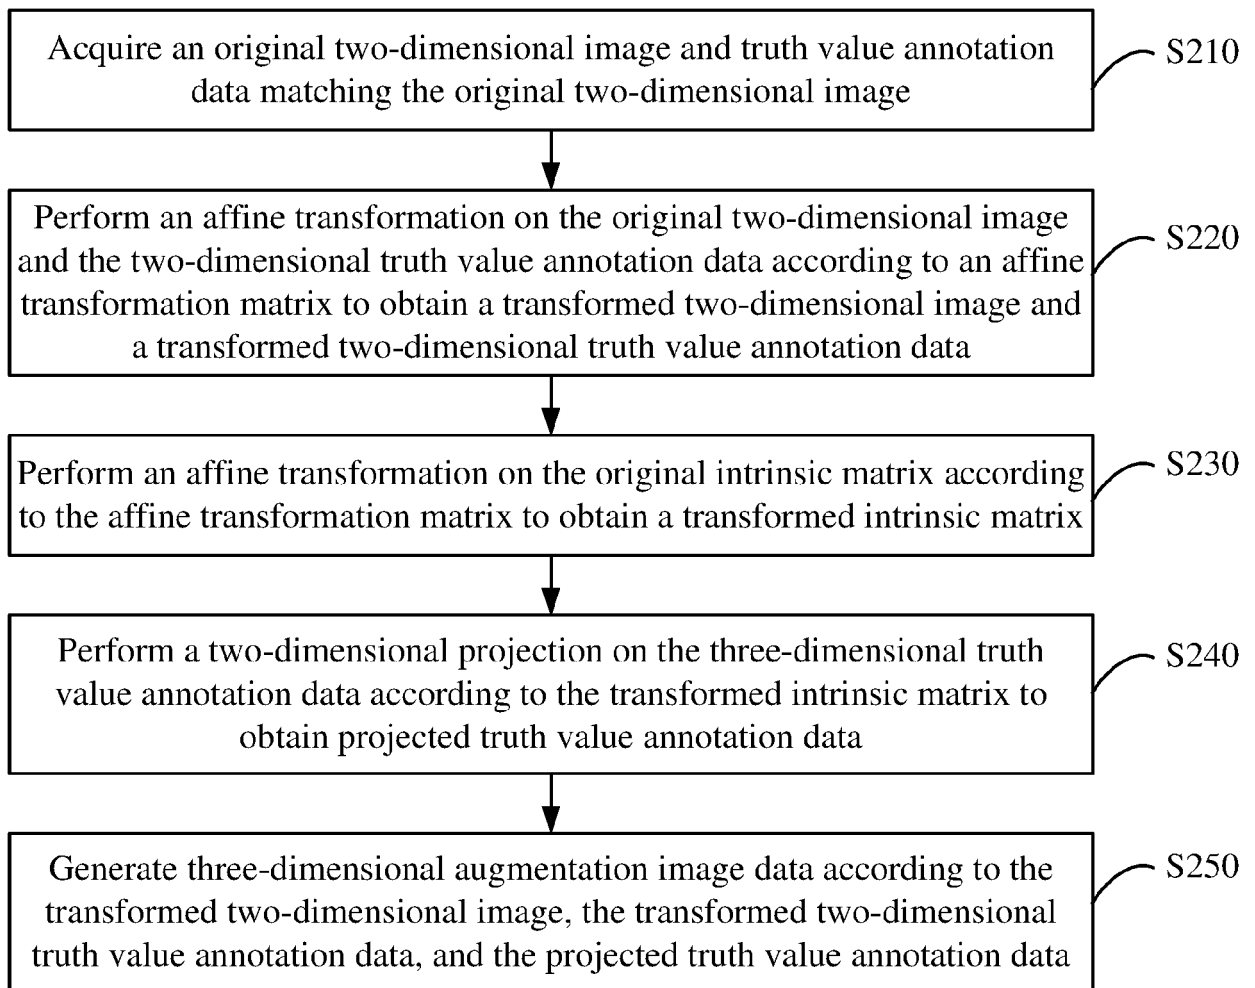 Acquire an original two-dimensional image and truth value annotation
data matching the original two-dimensional image
S210
Perform an affine transformation on the original two-dimensional image
and the two-dimensional truth value annotation data according to an affine
transformation matrix to obtain a transformed two-dimensional image and
a transformed two-dimensional truth value annotation data
S220
Perform an affine transformation on the original intrinsic matrix according
to the affine transformation matrix to obtain a transformed intrinsic matrix
S230
Perform a two-dimensional projection on the three-dimensional truth
value annotation data according to the transformed intrinsic matrix to
obtain projected truth value annotation data
S240
Generate three-dimensional augmentation image data according to the
transformed two-dimensional image, the transformed two-dimensional
truth value annotation data, and the projected truth value annotation data
S250